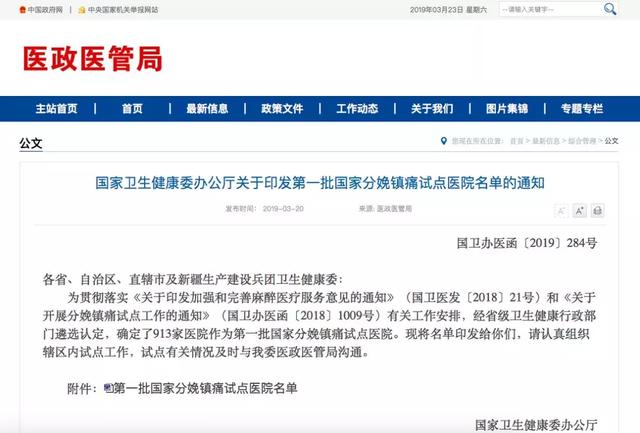 中国政府网 | 中央国家机关举报网站 2019年03月23日 星期六 --请输入关键字--
医政医管局
主站首页 | 首页 | 最新信息 | 政策文件 | 工作动态 | 关于我们 | 图片集锦 | 专题专栏
公文 您现在所在位置: 首页 > 最新信息 > 综合管理 > 公文
国家卫生健康委办公厅关于印发第一批国家分娩镇痛试点医院名单的通知
发布时间: 2019-03-20 来源: 医政医管局 A- A+
国卫办医函〔2019〕284号
各省、自治区、直辖市及新疆生产建设兵团卫生健康委:
为贯彻落实《关于印发加强和完善麻醉医疗服务意见的通知》(国卫医发〔2018〕21号)和《关于
开展分娩镇痛试点工作的通知》(国卫办医函〔2018〕1009号)有关工作安排，经省级卫生健康行政部
门遴选认定，确定了913家医院作为第一批国家分娩镇痛试点医院。现将名单印发给你们，请认真组织
辖区内试点工作，试点有关情况及时与我委医政医管局沟通。
附件: 第一批国家分娩镇痛试点医院名单
国家卫生健康委办公厅